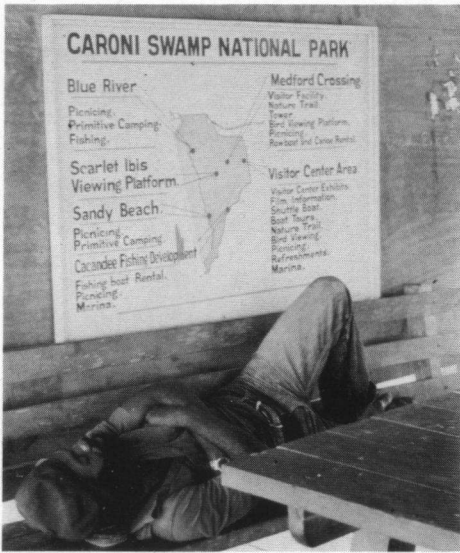 CARONI SWAMP NATIONAL PARK
Blue River
Picnicing.
Primitive Camping.
Fishing.
Scarlet Ibis
Viewing Platform.
Sandy Beach.
Picnicing.
Primitive Camping.
Cacandee Fishing Development
Fishing boat Rental.
Picnicing.
Marina.
Medford Crossing
Visitor Facility.
Nature Trail.
Tower.
Bird Viewing Platform.
Picnicing.
Rowboat and Canoe Rental.
Visitor Center Area
Visitor Center Exhibits.
Film, Information.
Shuttle Boat.
Boat Tours.
Nature Trail.
Bird Viewing.
Picnicing.
Refreshments.
Marina.